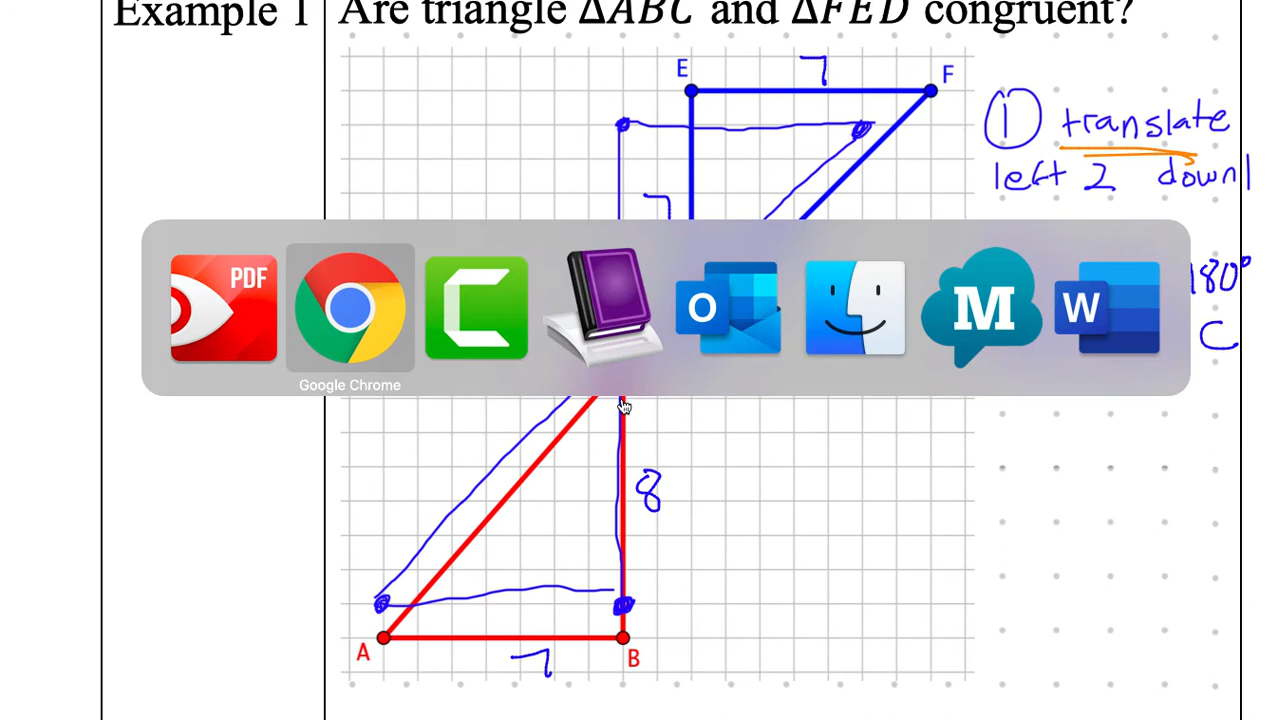 Example 1
Are triangle ΔABC and ΔFED congruent?
E 7 F
① translate
left 2 down 1
7
PDF
180°
C
O M W
Google Chrome
8
A 7 B